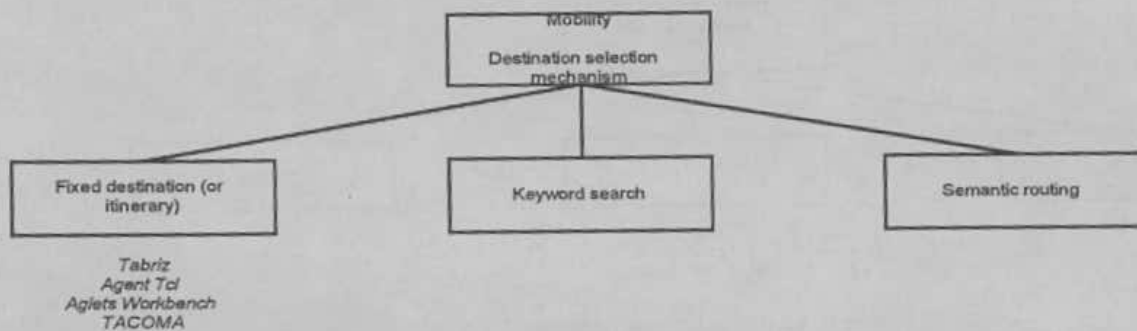 Mobility
Destination selection
mechanism
Fixed destination (or
itinerary)
Keyword search
Semantic routing
Tabriz
Agent Tcl
Aglets Workbench
TACOMA